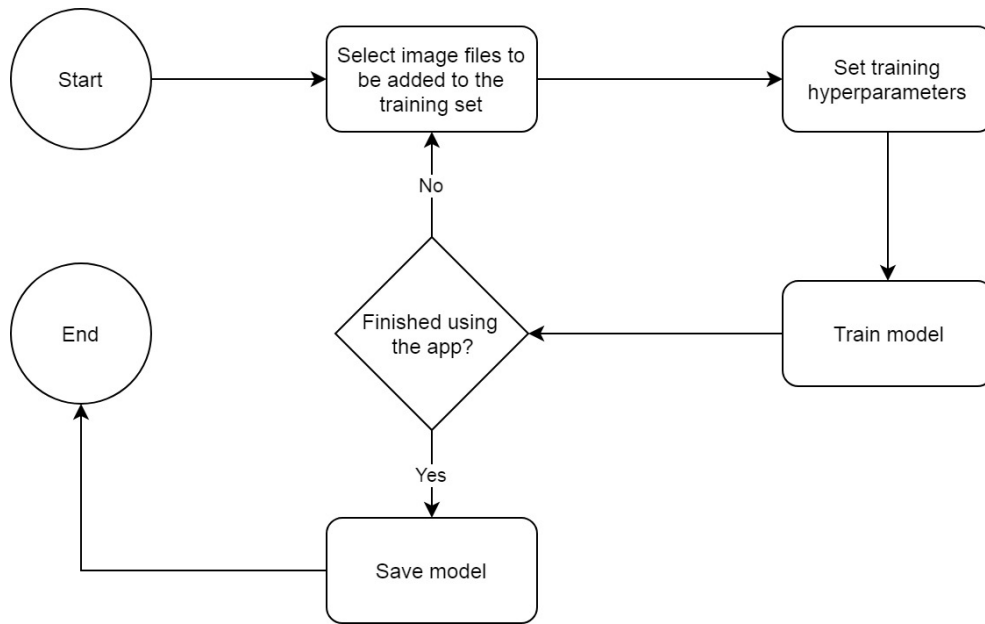 Start
Select image files to
be added to the
training set
Set training
hyperparameters
No
End
Finished using
the app?
Train model
Yes
Save model